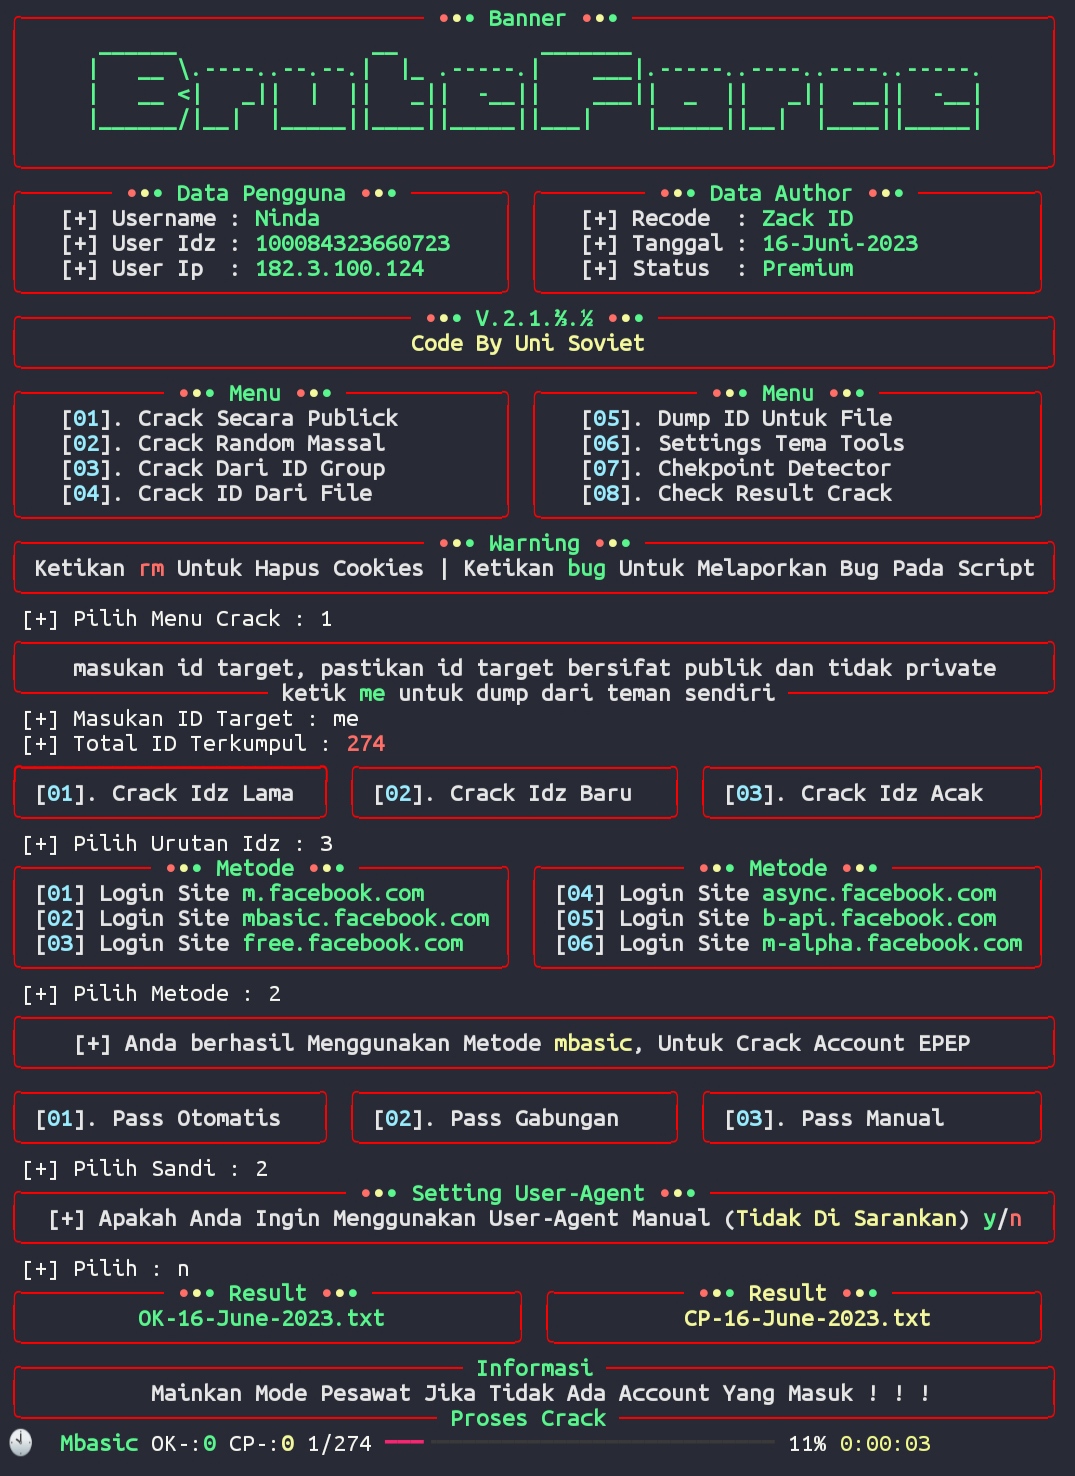 ••• Banner •••
BruteForce
••• Data Pengguna •••
[+] Username : Ninda
[+] User Idz : 100084323660723
[+] User Ip : 182.3.100.124
••• Data Author •••
[+] Recode : Zack ID
[+] Tanggal : 16-Juni-2023
[+] Status : Premium
••• V.2.1.⅔.½ •••
Code By Uni Soviet
••• Menu •••
[01]. Crack Secara Publick
[02]. Crack Random Massal
[03]. Crack Dari ID Group
[04]. Crack ID Dari File
••• Menu •••
[05]. Dump ID Untuk File
[06]. Settings Tema Tools
[07]. Chekpoint Detector
[08]. Check Result Crack
••• Warning •••
Ketikan rm Untuk Hapus Cookies | Ketikan bug Untuk Melaporkan Bug Pada Script
[+] Pilih Menu Crack : 1
masukan id target, pastikan id target bersifat publik dan tidak private
ketik me untuk dump dari teman sendiri
[+] Masukan ID Target : me
[+] Total ID Terkumpul : 274
[01]. Crack Idz Lama
[02]. Crack Idz Baru
[03]. Crack Idz Acak
[+] Pilih Urutan Idz : 3
••• Metode •••
[01] Login Site m.facebook.com
[02] Login Site mbasic.facebook.com
[03] Login Site free.facebook.com
••• Metode •••
[04] Login Site async.facebook.com
[05] Login Site b-api.facebook.com
[06] Login Site m-alpha.facebook.com
[+] Pilih Metode : 2
[+] Anda berhasil Menggunakan Metode mbasic, Untuk Crack Account EPEP
[01]. Pass Otomatis
[02]. Pass Gabungan
[03]. Pass Manual
[+] Pilih Sandi : 2
••• Setting User-Agent •••
[+] Apakah Anda Ingin Menggunakan User-Agent Manual (Tidak Di Sarankan) y/n
[+] Pilih : n
••• Result •••
OK-16-June-2023.txt
••• Result •••
CP-16-June-2023.txt
Informasi
Mainkan Mode Pesawat Jika Tidak Ada Account Yang Masuk ! ! !
Proses Crack
Mbasic OK-:0 CP-:0 1/274 11% 0:00:03